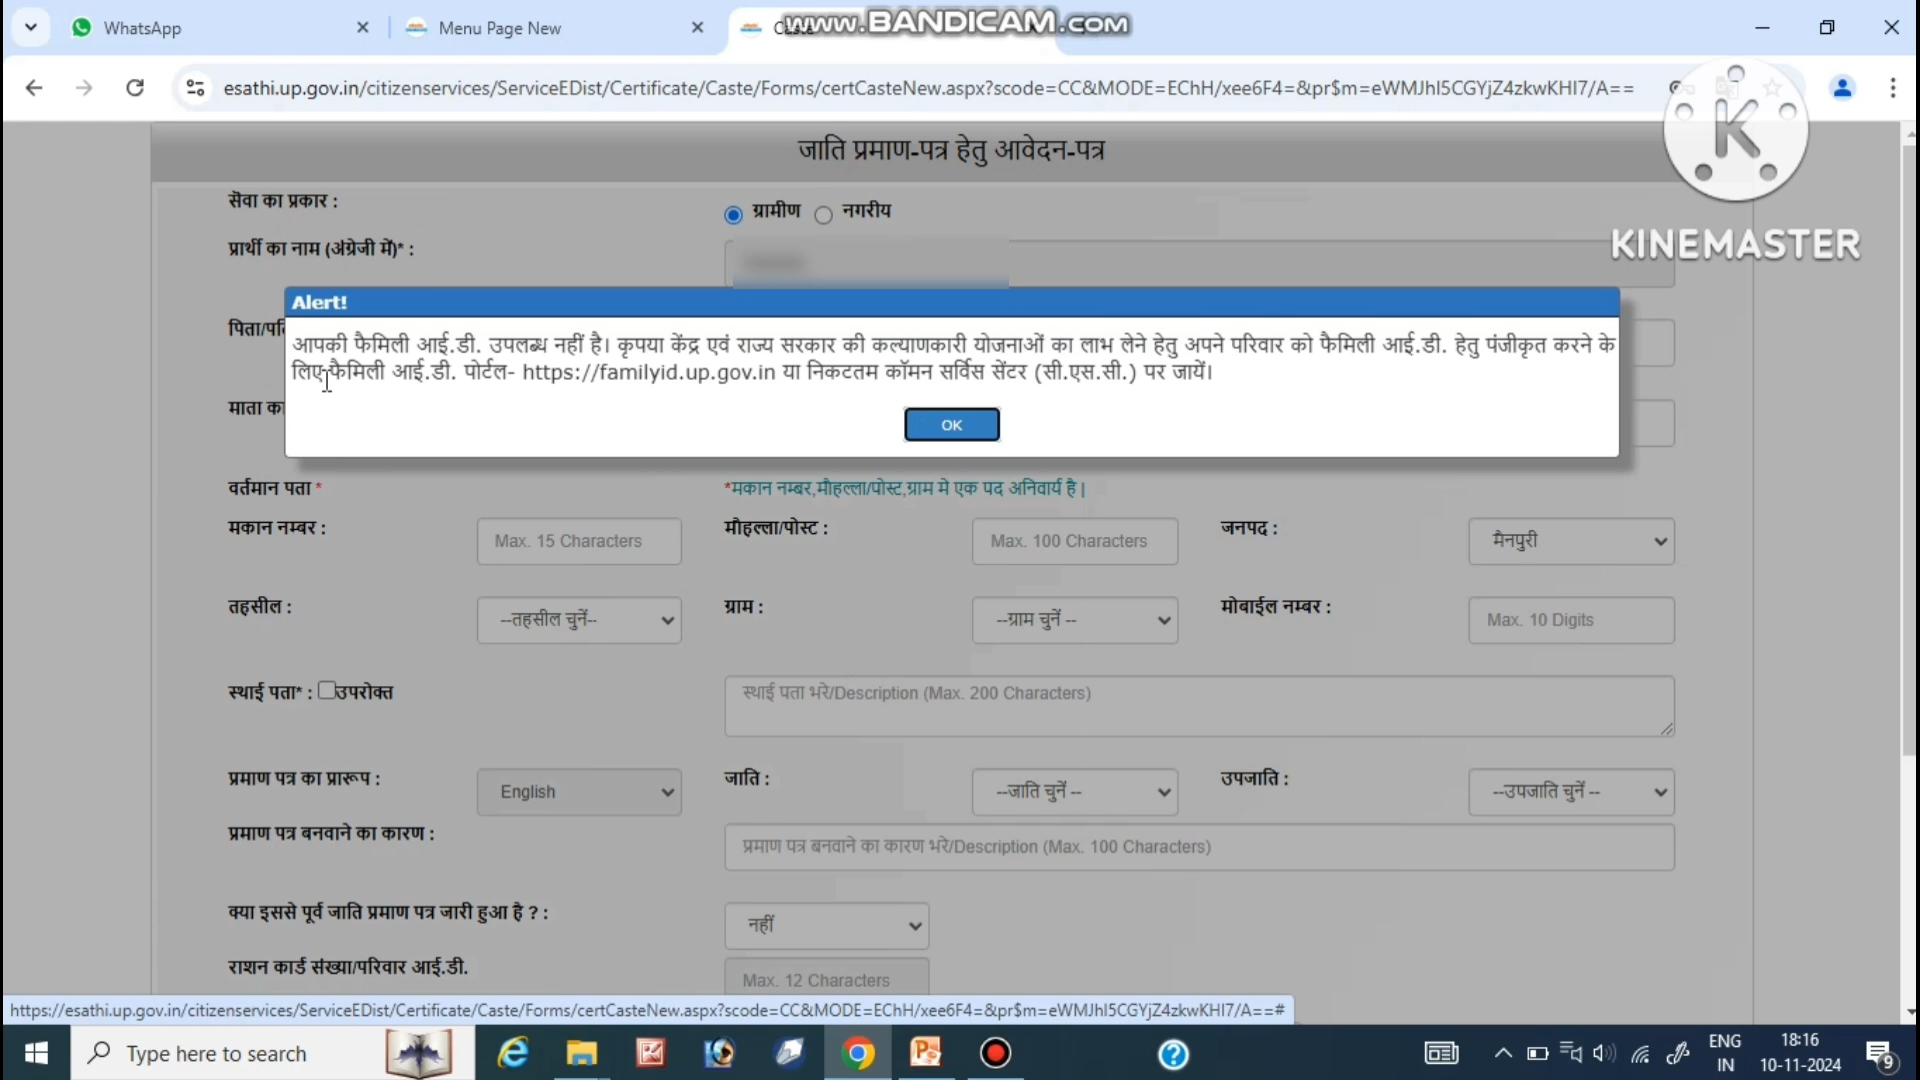 WhatsApp
Menu Page New
www.BANDICAM.com
esathi.up.gov.in/citizenservices/ServiceEDist/Certificate/Caste/Forms/certCasteNew.aspx?scode=CC&MODE=EChH/xee6F4=&pr$m=eWMJhI5CGYjZ4zkwKHI7/A==
K
KINEMASTER
जाति प्रमाण-पत्र हेतु आवेदन-पत्र
सेवा का प्रकार :
ग्रामीण नगरीय
प्रार्थी का नाम (अंग्रेजी में)* :
Alert!
पिता/पति
आपकी फैमिली आई.डी. उपलब्ध नहीं है। कृपया केंद्र एवं राज्य सरकार की कल्याणकारी योजनाओं का लाभ लेने हेतु अपने परिवार को फैमिली आई.डी. हेतु पंजीकृत करने के
लिए फैमिली आई.डी. पोर्टल- https://familyid.up.gov.in या निकटतम कॉमन सर्विस सेंटर (सी.एस.सी.) पर जायें।
माता का
OK
वर्तमान पता *
*मकान नम्बर,मौहल्ला/पोस्ट,ग्राम मे एक पद अनिवार्य है |
मकान नम्बर : Max. 15 Characters मौहल्ला/पोस्ट : Max. 100 Characters जनपद : मैनपुरी
तहसील : --तहसील चुनें-- ग्राम : --ग्राम चुनें -- मोबाईल नम्बर : Max. 10 Digits
स्थाई पता* : उपरोक्त स्थाई पता भरे/Description (Max. 200 Characters)
प्रमाण पत्र का प्रारूप : English जाति : --जाति चुनें -- उपजाति : --उपजाति चुनें --
प्रमाण पत्र बनवाने का कारण : प्रमाण पत्र बनवाने का कारण भरे/Description (Max. 100 Characters)
क्या इससे पूर्व जाति प्रमाण पत्र जारी हुआ है ? : नहीं
राशन कार्ड संख्या/परिवार आई.डी. Max. 12 Characters
https://esathi.up.gov.in/citizenservices/ServiceEDist/Certificate/Caste/Forms/certCasteNew.aspx?scode=CC&MODE=EChH/xee6F4=&pr$m=eWMJhI5CGYjZ4zkwKHI7/A==#
Type here to search
ENG
IN
18:16
10-11-2024
9